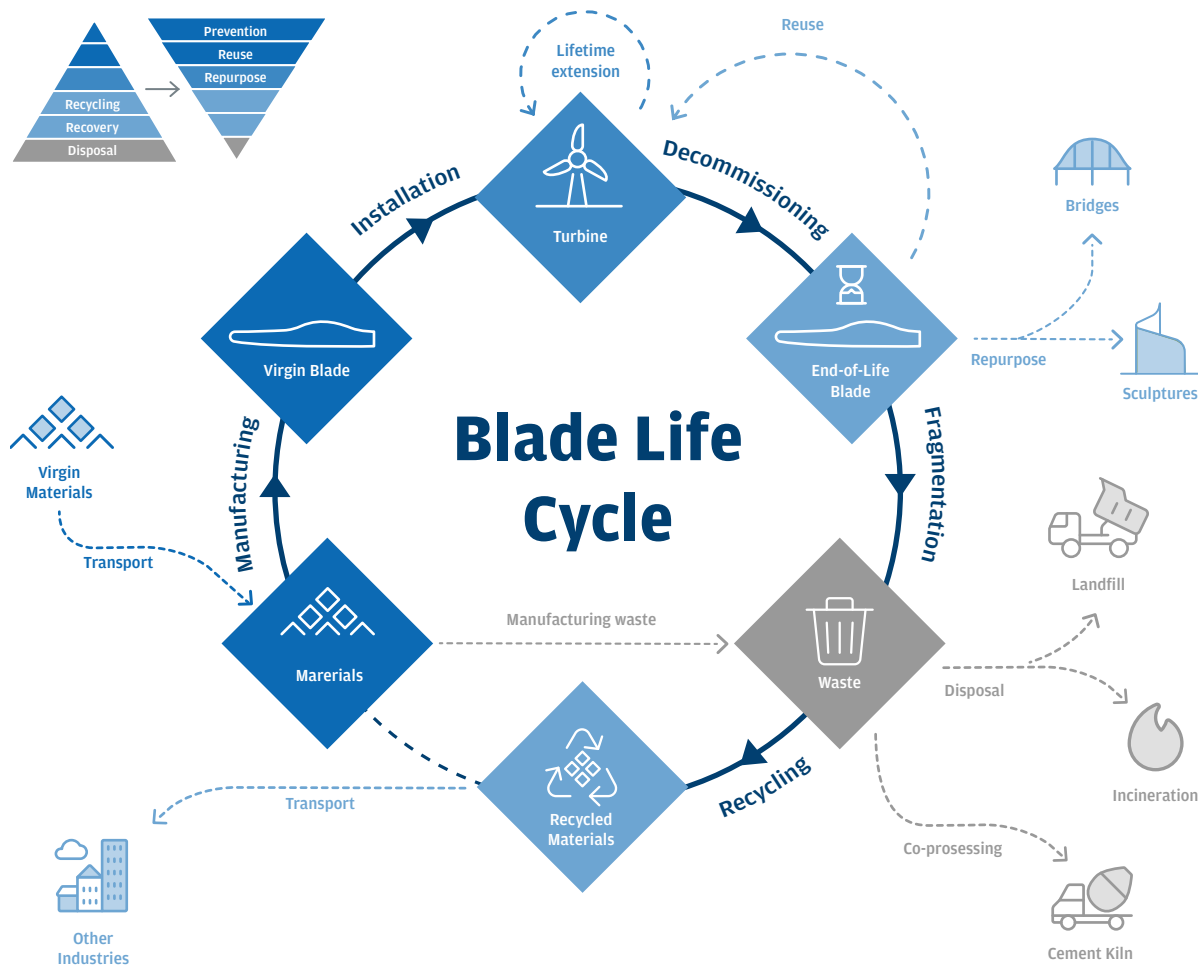 Prevention
Reuse
Repurpose
Recycling
Recovery
Disposal
Lifetime
extension
Reuse
Installation
Decommissioning
Turbine
Bridges
Virgin Blade
End-of-Life
Blade
Repurpose
Sculptures
Blade Life
Cycle
Manufacturing
Fragmentation
Virgin
Materials
Transport
Landfill
Manufacturing waste
Marerials
Waste
Disposal
Recycling
Incineration
Transport
Recycled
Materials
Co-prosessing
Other
Industries
Cement Kiln